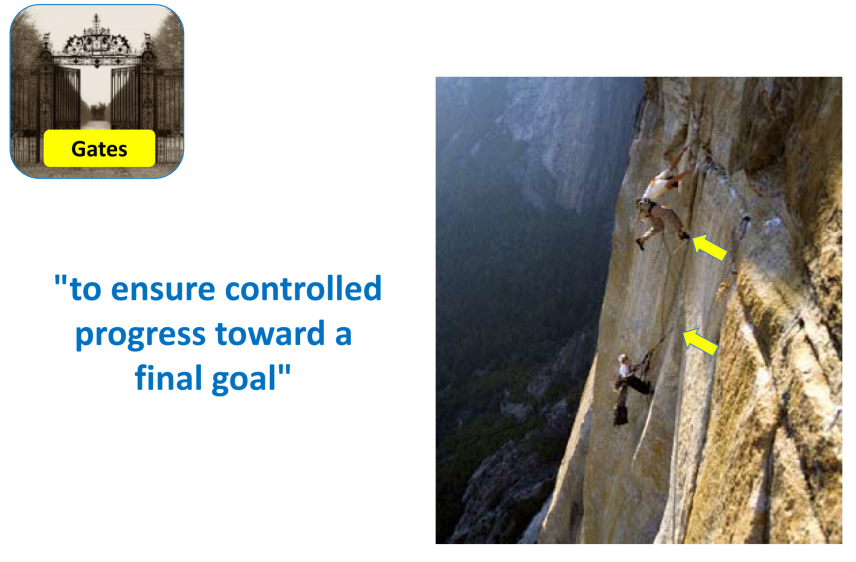 Gates
"to ensure controlled
progress toward a
final goal"